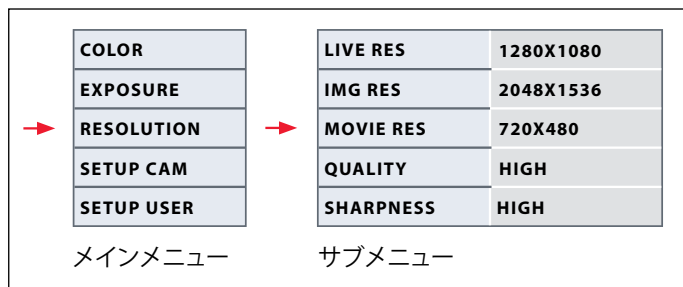 COLOR
EXPOSURE
RESOLUTION
SETUP CAM
SETUP USER
メインメニュー
LIVE RES 1280X1080
IMG RES 2048X1536
MOVIE RES 720X480
QUALITY HIGH
SHARPNESS HIGH
サブメニュー